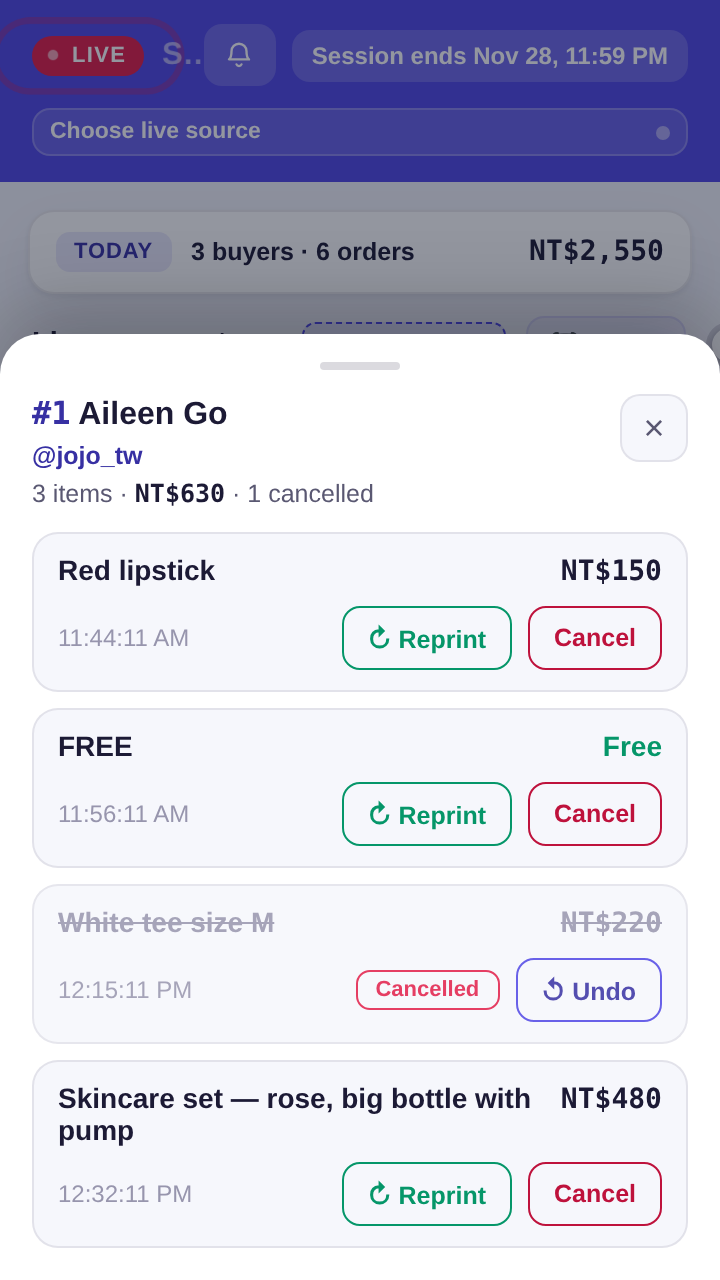 LIVE S… Session ends Nov 28, 11:59 PM
Choose live source
TODAY 3 buyers · 6 orders NT$2,550
#1 Aileen Go
@jojo_tw
3 items · NT$630 · 1 cancelled
Red lipstick NT$150
11:44:11 AM Reprint Cancel
FREE Free
11:56:11 AM Reprint Cancel
White tee size M NT$220
12:15:11 PM Cancelled Undo
Skincare set — rose, big bottle with NT$480
pump
12:32:11 PM Reprint Cancel